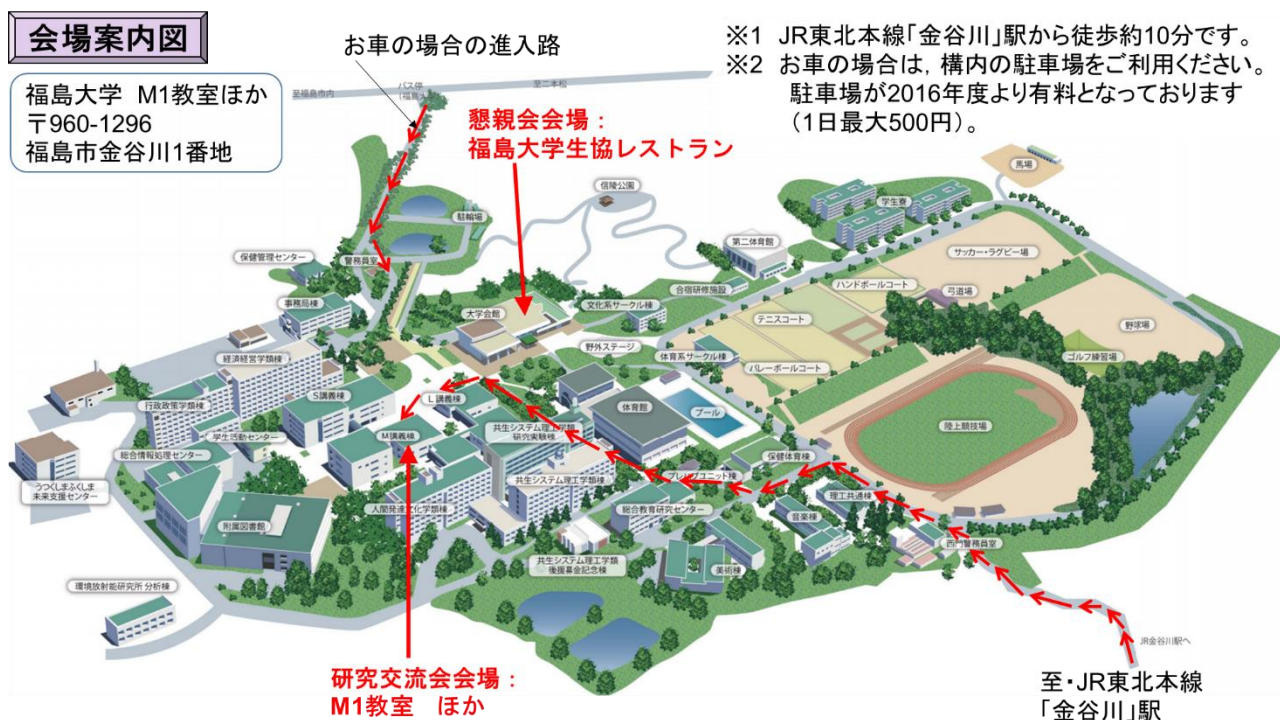 会場案内図
福島大学 M1教室ほか
〒960-1296
福島市金谷川1番地
お車の場合の進入路
※1 JR東北本線「金谷川」駅から徒歩約10分です。
※2 お車の場合は，構内の駐車場をご利用ください。
駐車場が2016年度より有料となっております
（1日最大500円）。
至福島市内
バス停
至二本松
懇親会会場：
福島大学生協レストラン
信陵公園
馬場
学生寮
駐輪場
第二体育館
サッカー・ラグビー場
保健管理センター
警務員室
合宿研修施設
ハンドボールコート
弓道場
事務局棟
大学会館
文化系サークル棟
テニスコート
野球場
野外ステージ
体育系サークル棟
ゴルフ練習場
経済経営学類棟
バレーボールコート
S講義棟
L講義棟
体育館
プール
行政政策学類棟
学生活動センター
M講義棟
共生システム理工学類
研究実験棟
陸上競技場
総合情報処理センター
保健体育棟
うつくしまふくしま
未来支援センター
共生システム理工学類棟
理工共通棟
人間発達文化学類棟
総合教育研究センター
音楽棟
附属図書館
西門警務員室
共生システム理工学類
後援募金記念棟
美術棟
環境放射能研究所 分析棟
JR金谷川駅へ
研究交流会会場：
M1教室 ほか
至・JR東北本線
「金谷川」駅